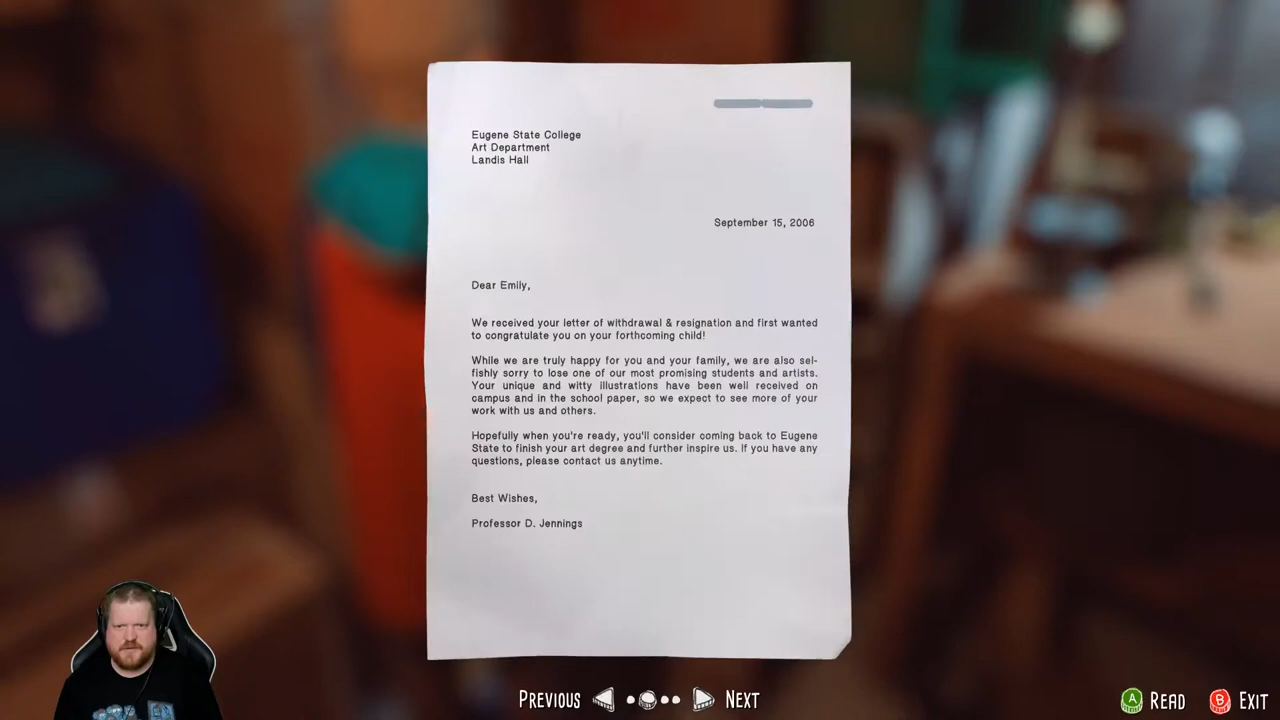 Eugene State College
Art Department
Landis Hall
September 15, 2006
Dear Emily,
We received your letter of withdrawal & resignation and first wanted
to congratulate you on your forthcoming child!
While we are truly happy for you and your family, we are also sel-
fishly sorry to lose one of our most promising students and artists.
Your unique and witty illustrations have been well received on
campus and in the school paper, so we expect to see more of your
work with us and others.
Hopefully when you're ready, you'll consider coming back to Eugene
State to finish your art degree and further inspire us. If you have any
questions, please contact us anytime.
Best Wishes,
Professor D. Jennings
Previous Next A Read B Exit